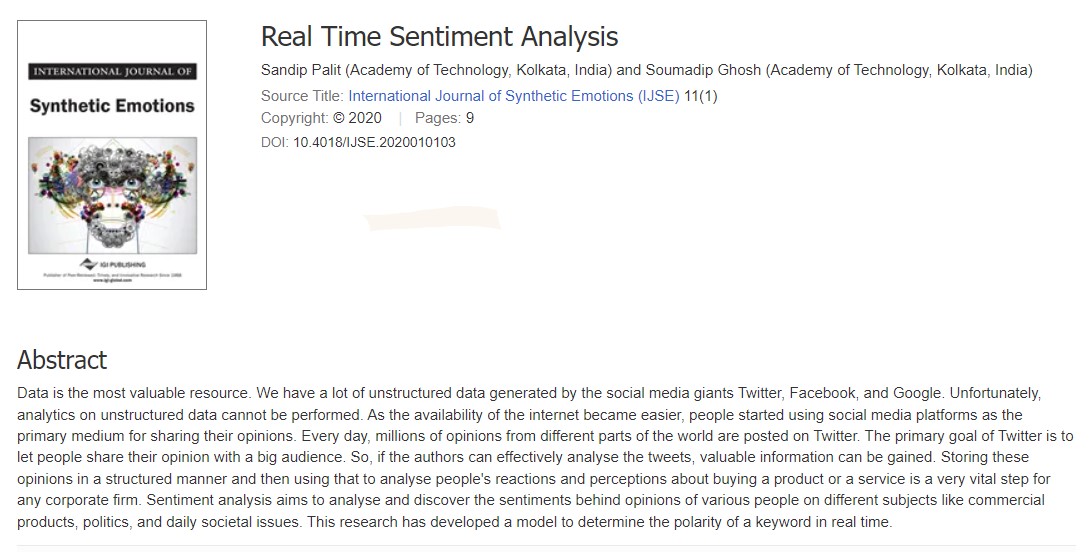 INTERNATIONAL JOURNAL OF
Synthetic Emotions
IGI PUBLISHING
Publisher of Peer-Reviewed, Timely, and Innovative Research Since 1988
www.igi-global.com
Real Time Sentiment Analysis
Sandip Palit (Academy of Technology, Kolkata, India) and Soumadip Ghosh (Academy of Technology, Kolkata, India)
Source Title: International Journal of Synthetic Emotions (IJSE) 11(1)
Copyright: © 2020 | Pages: 9
DOI: 10.4018/IJSE.2020010103
Abstract
Data is the most valuable resource. We have a lot of unstructured data generated by the social media giants Twitter, Facebook, and Google. Unfortunately,
analytics on unstructured data cannot be performed. As the availability of the internet became easier, people started using social media platforms as the
primary medium for sharing their opinions. Every day, millions of opinions from different parts of the world are posted on Twitter. The primary goal of Twitter is to
let people share their opinion with a big audience. So, if the authors can effectively analyse the tweets, valuable information can be gained. Storing these
opinions in a structured manner and then using that to analyse people's reactions and perceptions about buying a product or a service is a very vital step for
any corporate firm. Sentiment analysis aims to analyse and discover the sentiments behind opinions of various people on different subjects like commercial
products, politics, and daily societal issues. This research has developed a model to determine the polarity of a keyword in real time.